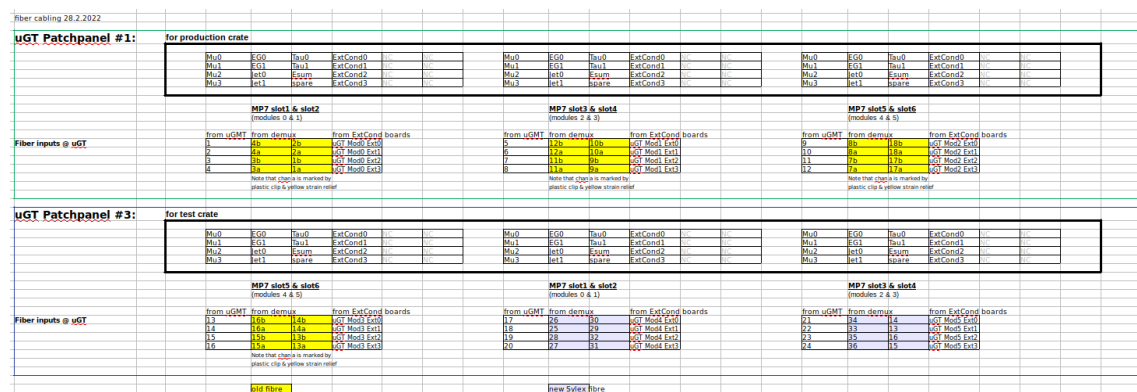 fiber cabling 28.2.2022
uGT Patchpanel #1: for production crate
Mu0 EG0 Tau0 ExtCond0 NC NC Mu0 EG0 Tau0 ExtCond0 NC NC Mu0 EG0 Tau0 ExtCond0 NC NC
Mu1 EG1 Tau1 ExtCond1 NC NC Mu1 EG1 Tau1 ExtCond1 NC NC Mu1 EG1 Tau1 ExtCond1 NC NC
Mu2 Jet0 Esum ExtCond2 NC NC Mu2 Jet0 Esum ExtCond2 NC NC Mu2 Jet0 Esum ExtCond2 NC NC
Mu3 Jet1 spare ExtCond3 NC NC Mu3 Jet1 spare ExtCond3 NC NC Mu3 Jet1 spare ExtCond3 NC NC
MP7 slot1 & slot2 MP7 slot3 & slot4 MP7 slot5 & slot6
(modules 0 & 1) (modules 2 & 3) (modules 4 & 5)
from uGMT from demux from ExtCond boards from uGMT from demux from ExtCond boards from uGMT from demux from ExtCond boards
Fiber inputs @ uGT 1 4b 2b uGT Mod0 Ext0 5 12b 10b uGT Mod1 Ext0 9 8b 18b uGT Mod2 Ext0
2 4a 2a uGT Mod0 Ext1 6 12a 10a uGT Mod1 Ext1 10 8a 18a uGT Mod2 Ext1
3 3b 1b uGT Mod0 Ext2 7 11b 9b uGT Mod1 Ext2 11 7b 17b uGT Mod2 Ext2
4 3a 1a uGT Mod0 Ext3 8 11a 9a uGT Mod1 Ext3 12 7a 17a uGT Mod2 Ext3
Note that chan a is marked by Note that chan a is marked by Note that chan a is marked by
plastic clip & yellow strain relief plastic clip & yellow strain relief plastic clip & yellow strain relief
uGT Patchpanel #3: for test crate
Mu0 EG0 Tau0 ExtCond0 NC NC Mu0 EG0 Tau0 ExtCond0 NC NC Mu0 EG0 Tau0 ExtCond0 NC NC
Mu1 EG1 Tau1 ExtCond1 NC NC Mu1 EG1 Tau1 ExtCond1 NC NC Mu1 EG1 Tau1 ExtCond1 NC NC
Mu2 Jet0 Esum ExtCond2 NC NC Mu2 Jet0 Esum ExtCond2 NC NC Mu2 Jet0 Esum ExtCond2 NC NC
Mu3 Jet1 spare ExtCond3 NC NC Mu3 Jet1 spare ExtCond3 NC NC Mu3 Jet1 spare ExtCond3 NC NC
MP7 slot5 & slot6 MP7 slot1 & slot2 MP7 slot3 & slot4
(modules 4 & 5) (modules 0 & 1) (modules 2 & 3)
from uGMT from demux from ExtCond boards from uGMT from demux from ExtCond boards from uGMT from demux from ExtCond boards
Fiber inputs @ uGT 13 16b 14b uGT Mod3 Ext0 17 26 30 uGT Mod4 Ext0 21 34 14 uGT Mod5 Ext0
14 16a 14a uGT Mod3 Ext1 18 25 29 uGT Mod4 Ext1 22 33 13 uGT Mod5 Ext1
15 15b 13b uGT Mod3 Ext2 19 28 32 uGT Mod4 Ext2 23 35 16 uGT Mod5 Ext2
16 15a 13a uGT Mod3 Ext3 20 27 31 uGT Mod4 Ext3 24 36 15 uGT Mod5 Ext3
Note that chan a is marked by
plastic clip & yellow strain relief
old fibre new Sylex fibre